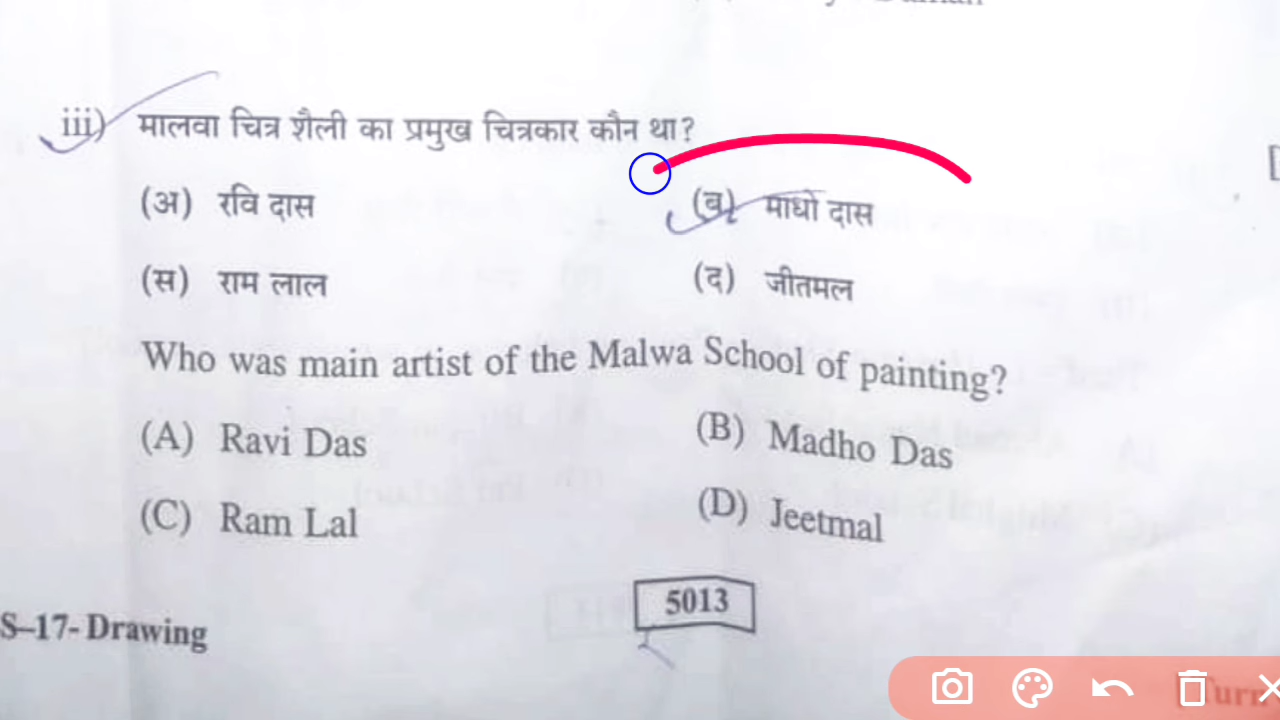 iii) मालवा चित्र शैली का प्रमुख चित्रकार कौन था?
(अ) रवि दास (ब) माधो दास
(स) राम लाल (द) जीतमल
Who was main artist of the Malwa School of painting?
(A) Ravi Das (B) Madho Das
(C) Ram Lal (D) Jeetmal
S–17- Drawing 5013
[Turn